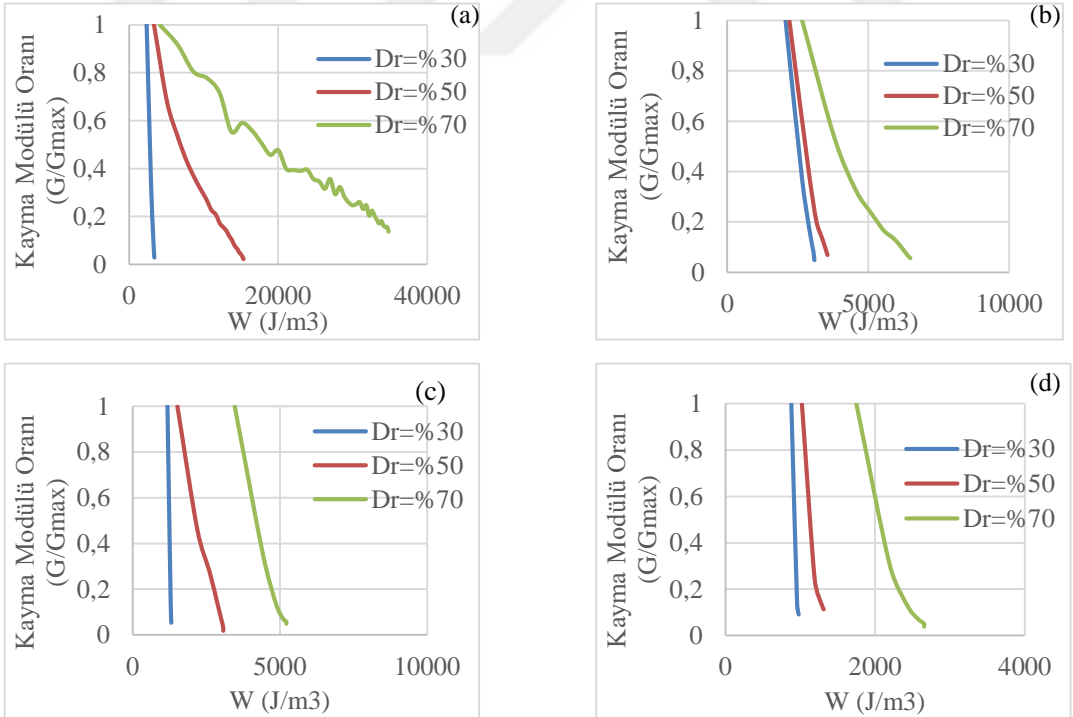 (a)
Kayma Modülü Oranı
(G/Gmax)
1
0,8
0,6
0,4
0,2
0
Dr=%30
Dr=%50
Dr=%70
0 20000 40000
W (J/m3)
(b)
Kayma Modülü Oranı
(G/Gmax)
1
0,8
0,6
0,4
0,2
0
Dr=%30
Dr=%50
Dr=%70
0 5000 10000
W (J/m3)
(c)
Kayma Modülü Oranı
(G/Gmax)
1
0,8
0,6
0,4
0,2
0
Dr=%30
Dr=%50
Dr=%70
0 5000 10000
W (J/m3)
(d)
Kayma Modülü Oranı
(G/Gmax)
1
0,8
0,6
0,4
0,2
0
Dr=%30
Dr=%50
Dr=%70
0 2000 4000
W (J/m3)